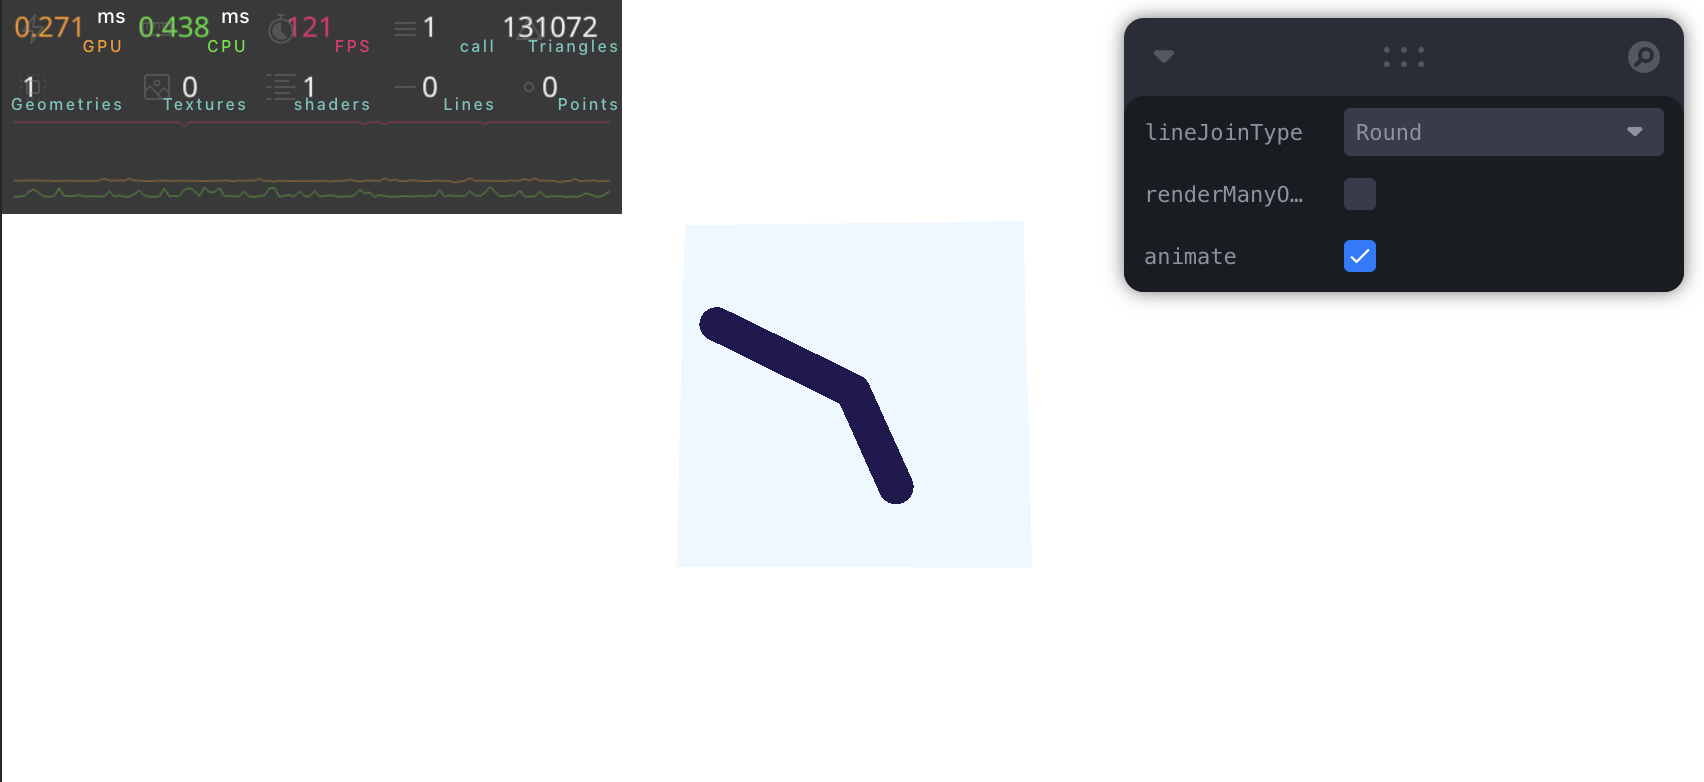 0.271 ms GPU 0.438 ms CPU 121 FPS 1 call 131072 Triangles
1 Geometries 0 Textures 1 shaders 0 Lines 0 Points
lineJoinType Round
renderManyO…
animate